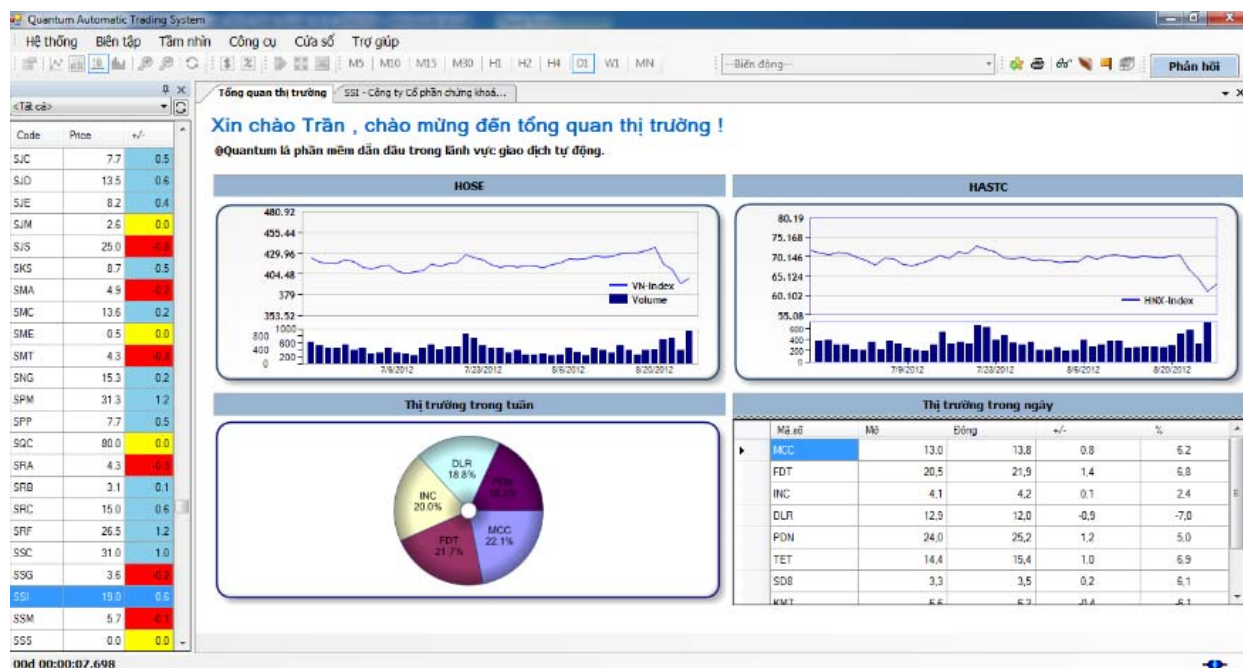 Quantum Automatic Trading System
Hệ thống Biên tập Tầm nhìn Công cụ Cửa sổ Trợ giúp
M5 M10 M15 M30 H1 H2 H4 D1 W1 MN --Biến động-- Phản hồi
<Tất cả>
Tổng quan thị trường SSI - Công ty Cổ phần chứng khoá...
Xin chào Trần , chào mừng đến tổng quan thị trường !
@Quantum là phần mềm dẫn đầu trong lãnh vực giao dịch tự động.
Code Price +/-
SJC 7.7 0.5
SJD 13.5 0.6
SJE 8.2 0.4
SJM 2.6 0.0
SJS 25.0
SKS 8.7 0.5
SMA 4.9
SMC 13.6 0.2
SME 0.5 0.0
SMT 4.3
SNG 15.3 0.2
SPM 31.3 1.2
SPP 7.7 0.5
SQC 80.0 0.0
SRA 4.3
SRB 3.1 0.1
SRC 15.0 0.6
SRF 26.5 1.2
SSC 31.0 1.0
SSG 3.6
SSI 19.0 0.6
SSM 5.7
SSS 0.0 0.0
HOSE
480.92
455.44
429.96
404.48
379
353.52
VN-Index
Volume
1000
800 600
400 200
0
7/9/2012 7/23/2012 8/6/2012 8/20/2012
HASTC
80.19
75.168
70.146
65.124
60.102
55.08
HNX-Index
600
400
200
0
7/9/2012 7/23/2012 8/6/2012 8/20/2012
Thị trường trong tuần
DLR
18.8%
PDN
INC
20.0%
MCC
22.1%
FDT
21.7%
Thị trường trong ngày
Mã số Mở Đóng +/- %
MCC 13,0 13,8 0,8 6,2
FDT 20,5 21,9 1,4 6,8
INC 4,1 4,2 0,1 2,4
DLR 12,9 12,0 -0,9 -7,0
PDN 24,0 25,2 1,2 5,0
TET 14,4 15,4 1,0 6,9
SD8 3,3 3,5 0,2 6,1
KMT 6,6 6,2 -0,4 -6,1
00d 00:00:07.698